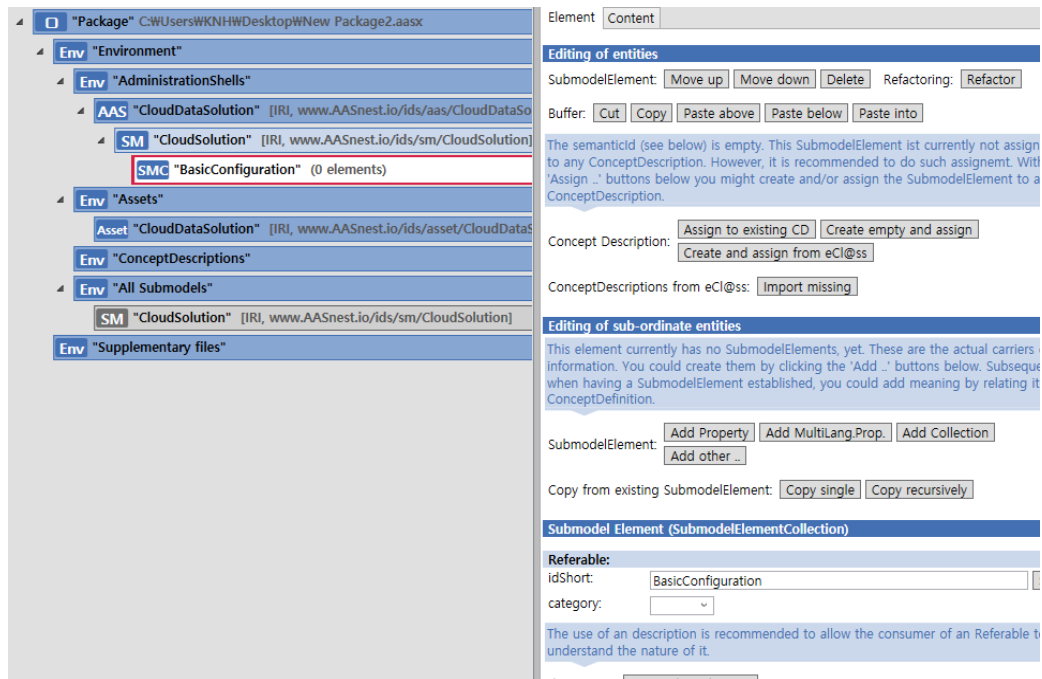 "Package" C:₩Users₩KNH₩Desktop₩New Package2.aasx
Env "Environment"
Env "AdministrationShells"
AAS "CloudDataSolution" [IRI, www.AASnest.io/ids/aas/CloudDataSo
SM "CloudSolution" [IRI, www.AASnest.io/ids/sm/CloudSolution]
SMC "BasicConfiguration" (0 elements)
Env "Assets"
Asset "CloudDataSolution" [IRI, www.AASnest.io/ids/asset/CloudDataS
Env "ConceptDescriptions"
Env "All Submodels"
SM "CloudSolution" [IRI, www.AASnest.io/ids/sm/CloudSolution]
Env "Supplementary files"
Element Content
Editing of entities
SubmodelElement: Move up Move down Delete Refactoring: Refactor
Buffer: Cut Copy Paste above Paste below Paste into
The semanticId (see below) is empty. This SubmodelElement ist currently not assign
to any ConceptDescription. However, it is recommended to do such assignemt. With
'Assign ..' buttons below you might create and/or assign the SubmodelElement to a
ConceptDescription.
Concept Description: Assign to existing CD Create empty and assign
Create and assign from eCl@ss
ConceptDescriptions from eCl@ss: Import missing
Editing of sub-ordinate entities
This element currently has no SubmodelElements, yet. These are the actual carriers
information. You could create them by clicking the 'Add ..' buttons below. Subseque
when having a SubmodelElement established, you could add meaning by relating it
ConceptDefinition.
SubmodelElement: Add Property Add MultiLang.Prop. Add Collection
Add other ..
Copy from existing SubmodelElement: Copy single Copy recursively
Submodel Element (SubmodelElementCollection)
Referable:
idShort: BasicConfiguration
category:
The use of an description is recommended to allow the consumer of an Referable to
understand the nature of it.